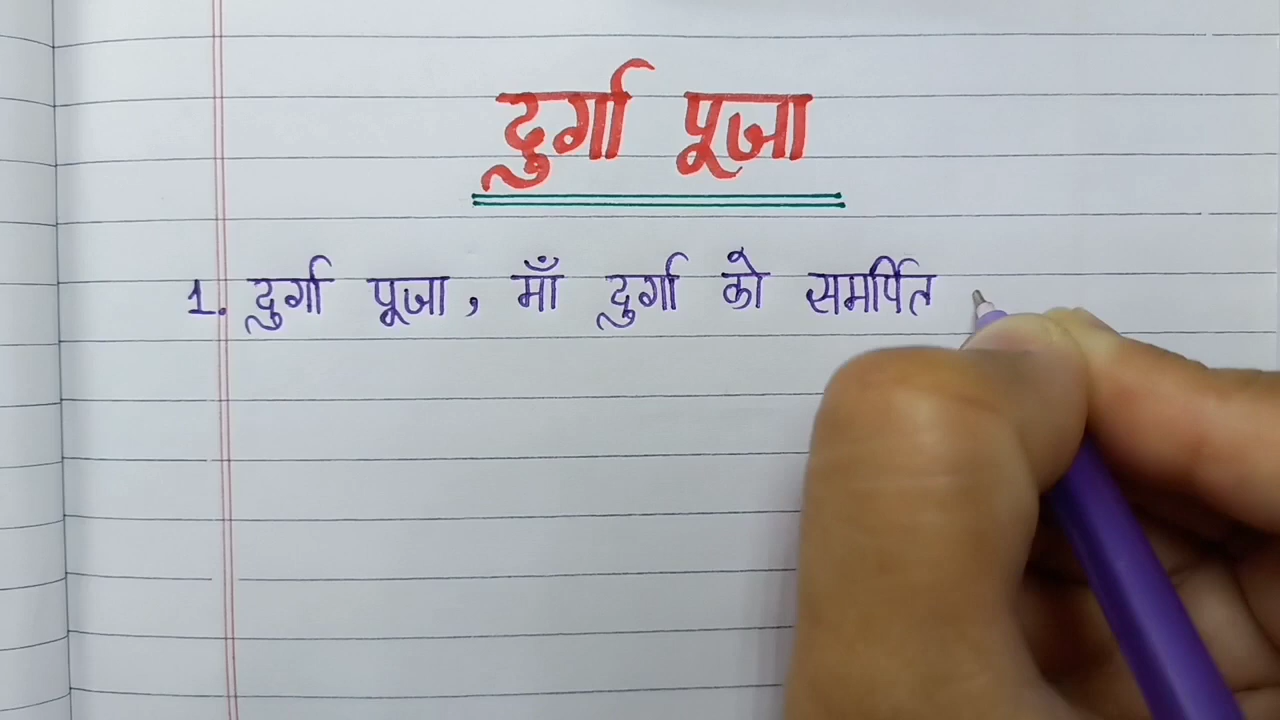 दुर्गा पूजा
1. दुर्गा पूजा, माँ दुर्गा को समर्पित